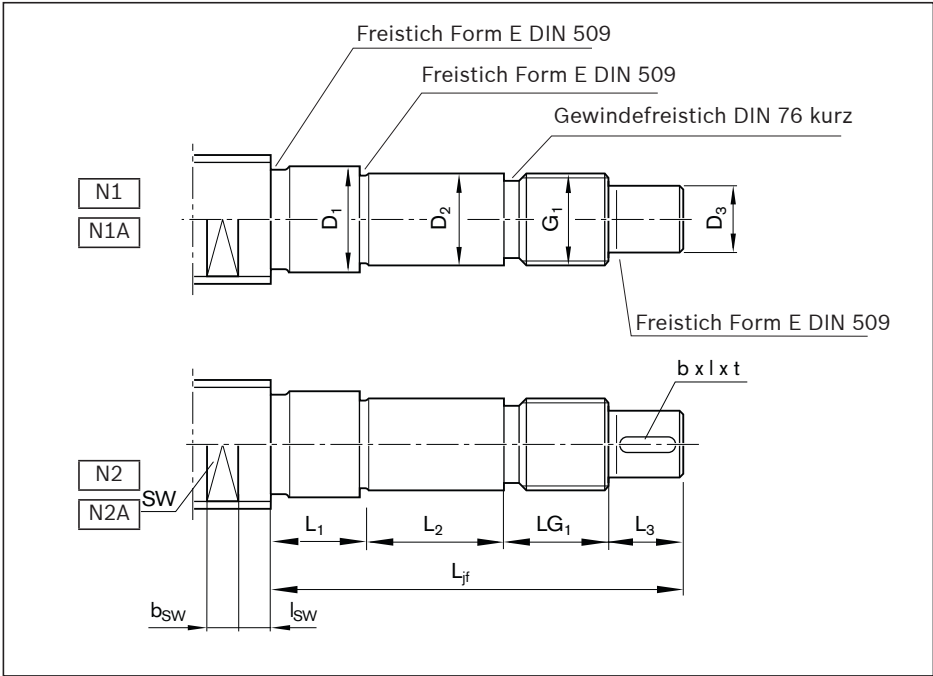 Freistich Form E DIN 509
Freistich Form E DIN 509
Gewindefreistich DIN 76 kurz
N1
N1A
D₁
D₂
G₁
D₃
Freistich Form E DIN 509
b x l x t
N2
N2A
SW
L₁
L₂
LG₁
L₃
Ljf
bSW
lSW